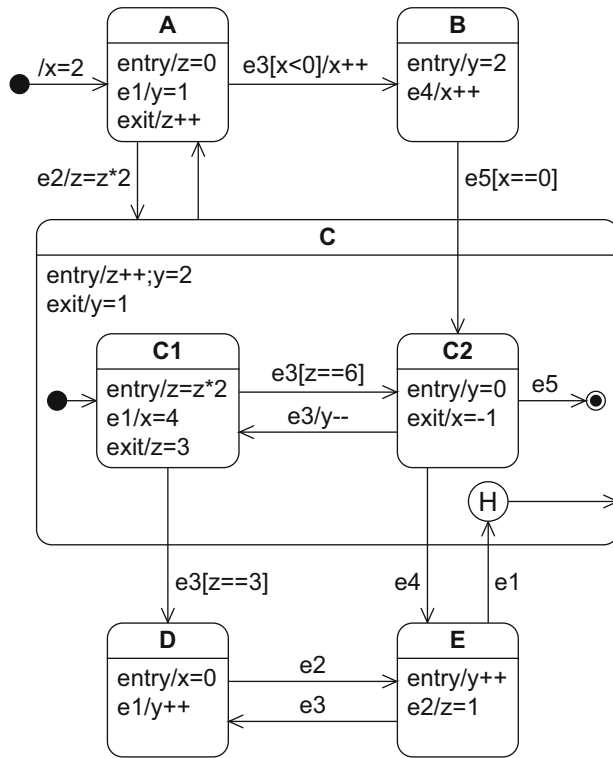 A
B
/x=2
entry/z=0
e1/y=1
exit/z++
e3[x<0]/x++
entry/y=2
e4/x++
e2/z=z*2
e5[x==0]
C
entry/z++;y=2
exit/y=1
C1
C2
entry/z=z*2
e1/x=4
exit/z=3
e3[z==6]
e3/y--
entry/y=0
exit/x=-1
e5
H
e3[z==3]
e4
e1
D
E
entry/x=0
e1/y++
e2
e3
entry/y++
e2/z=1